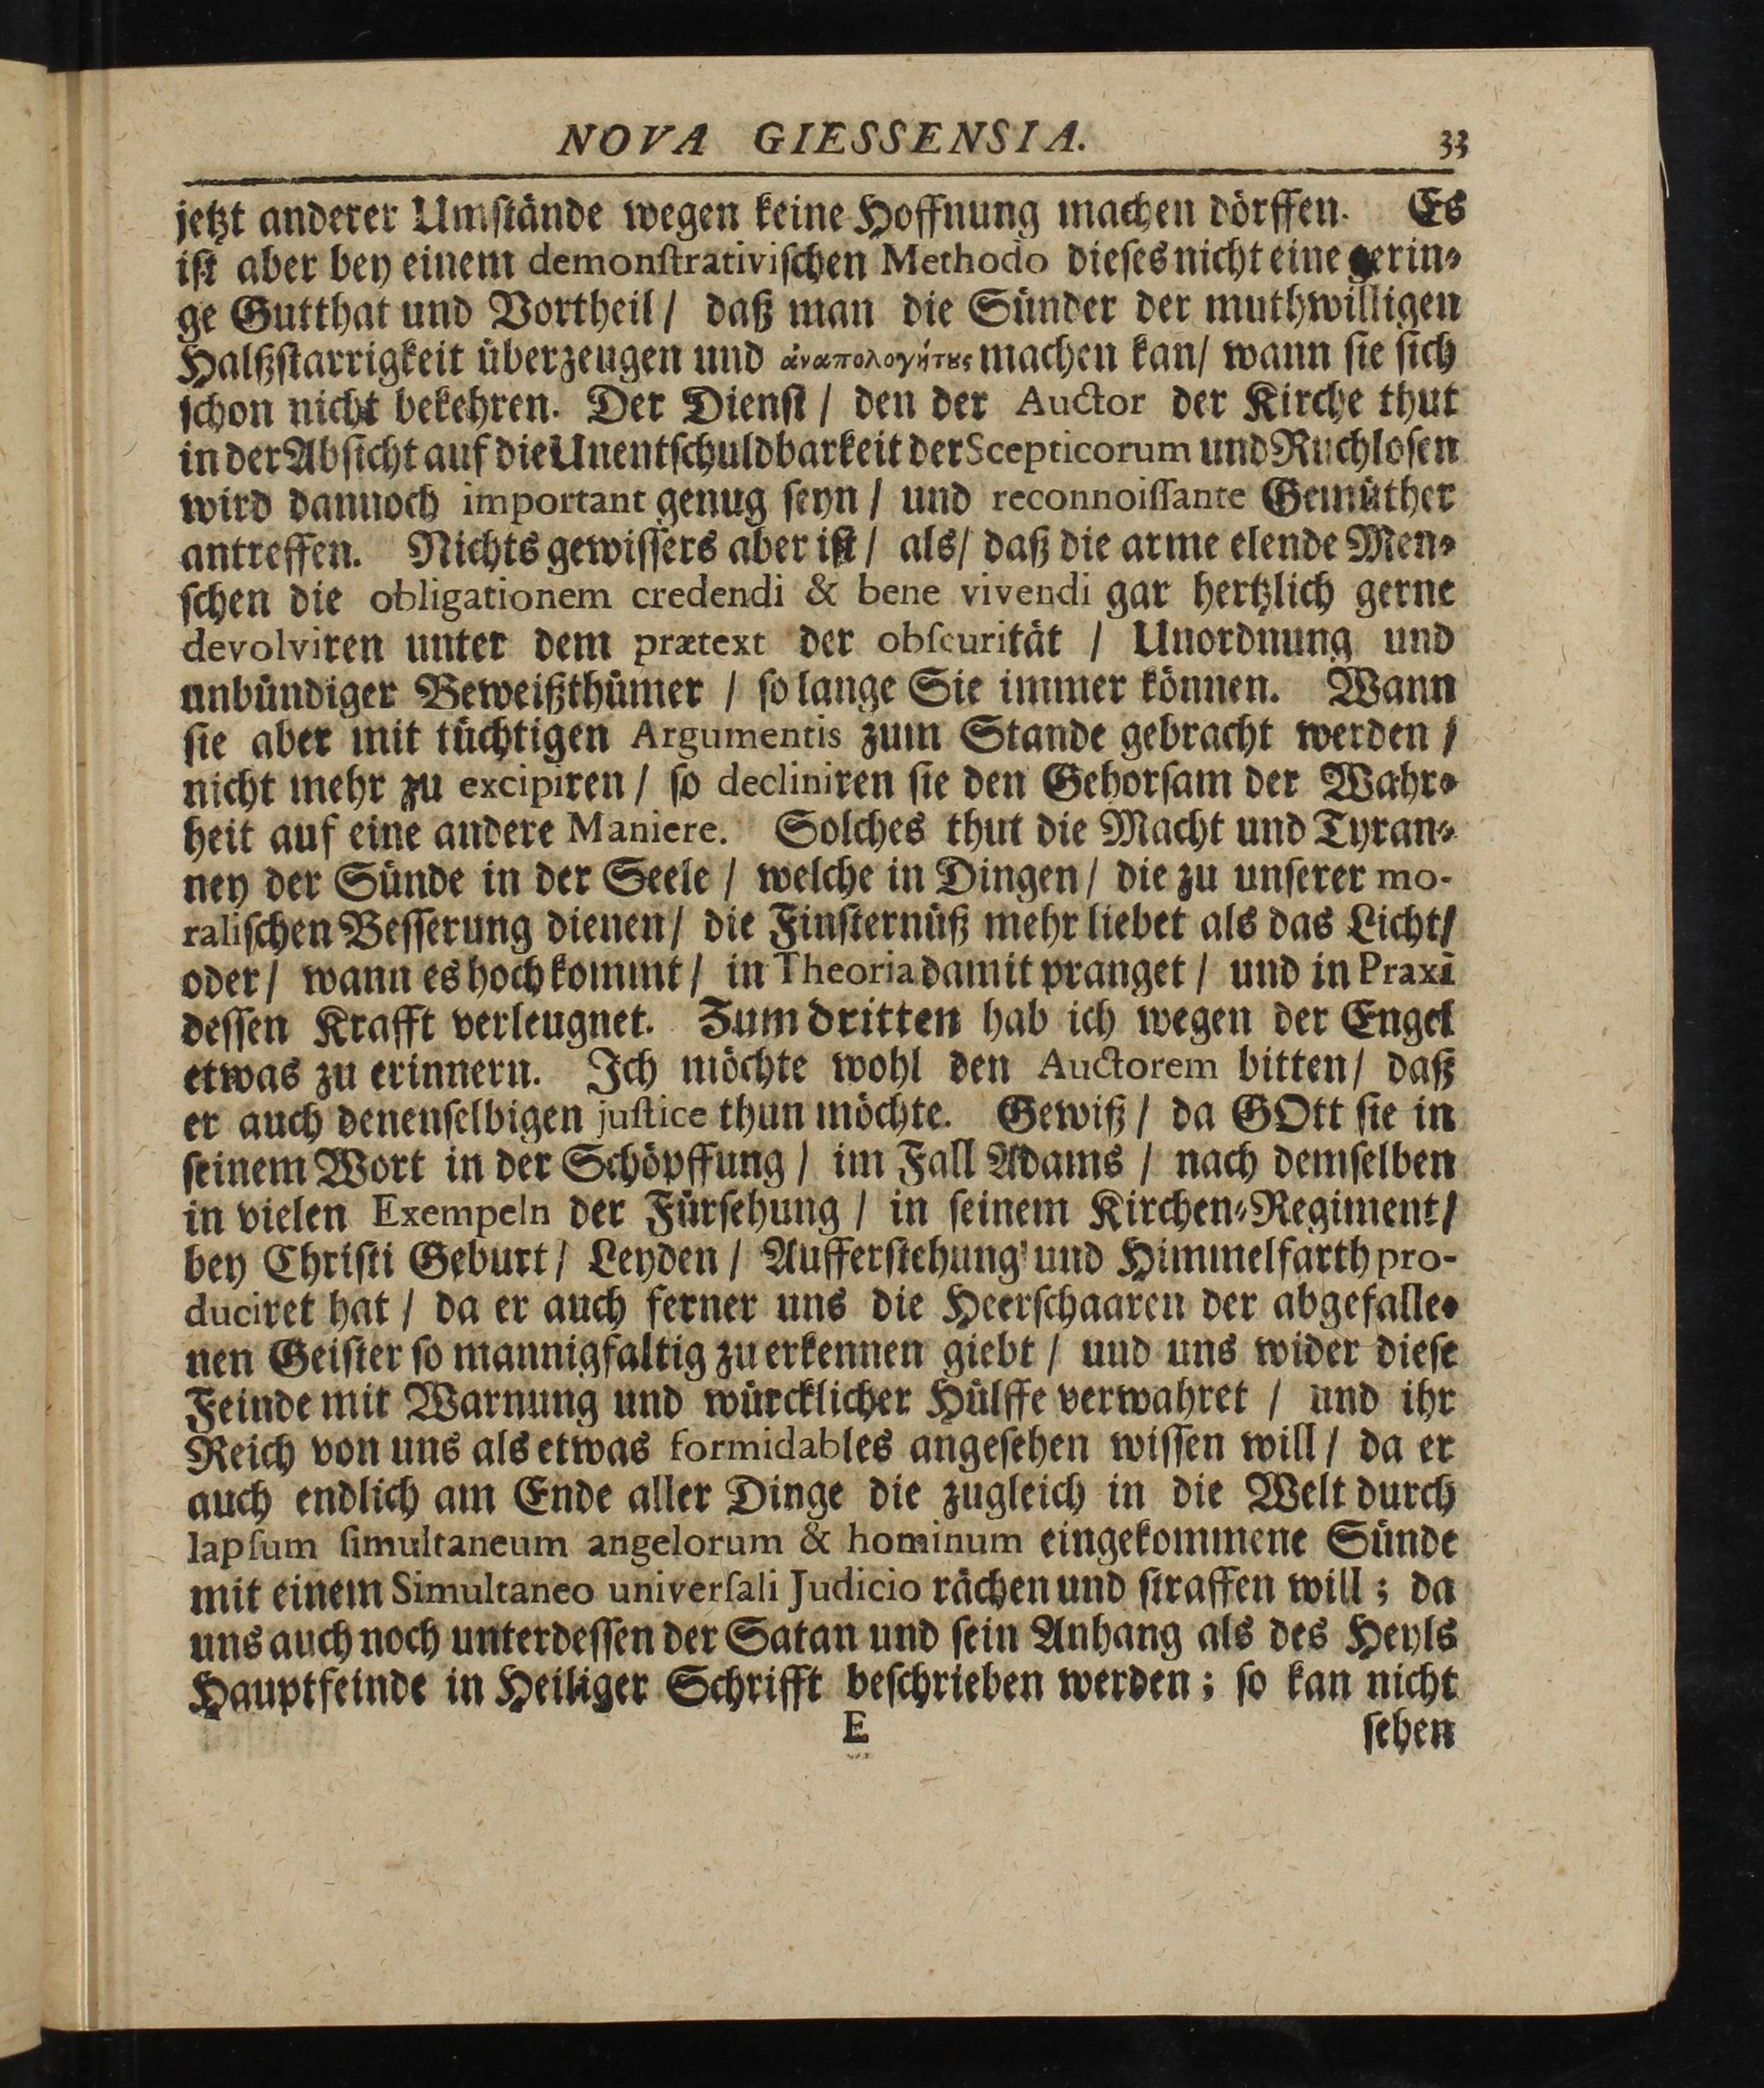 NOVA GIESSENSIA. 33
jetzt anderer Umſtände wegen keine Hoffnung machen dörffen. Es
iſt aber bey einem demonſtrativiſchen Methodo dieſes nicht eine gerin⸗
ge Gutthat und Vortheil / daß man die Sünder der muthwilligen
Halßſtarrigkeit überzeugen und ἀναπολογήτȣς machen kan/ wann ſie ſich
ſchon nicht bekehren. Der Dienſt / den der Auctor der Kirche thut
in der Abſicht auf die Unentſchuldbarkeit der Scepticorum und Ruchloſen
wird dannoch important genug ſeyn / und reconnoiſſante Gemüther
antreffen. Nichts gewiſſers aber iſt / als/ daß die arme elende Men⸗
ſchen die obligationem credendi & bene vivendi gar hertzlich gerne
devolviren unter dem prætext der obſcurität / Unordnung und
unbündiger Beweißthümer / ſo lange Sie immer können. Wann
ſie aber mit tüchtigen Argumentis zum Stande gebracht werden /
nicht mehr zu excipiren / ſo decliniren ſie den Gehorſam der Wahr⸗
heit auf eine andere Maniere. Solches thut die Macht und Tyran⸗
ney der Sünde in der Seele / welche in Dingen / die zu unſerer mo-
raliſchen Beſſerung dienen / die Finſternüß mehr liebet als das Licht/
oder / wann es hoch kommt / in Theoria damit pranget / und in Praxi
deſſen Krafft verleugnet. Zum dritten hab ich wegen der Engel
etwas zu erinnern. Ich möchte wohl den Auctorem bitten / daß
er auch denenſelbigen juſtice thun möchte. Gewiß / da GOtt ſie in
ſeinem Wort in der Schöpffung / im Fall Adams / nach demſelben
in vielen Exempeln der Fürſehung / in ſeinem Kirchen⸗Regiment/
bey Chriſti Geburt / Leyden / Aufferſtehung und Himmelfarth pro-
duciret hat / da er auch ferner uns die Heerſchaaren der abgefalle⸗
nen Geiſter ſo mannigfaltig zu erkennen giebt / und uns wider dieſe
Feinde mit Warnung und würcklicher Hülffe verwahret / und ihr
Reich von uns als etwas formidables angeſehen wiſſen will / da er
auch endlich am Ende aller Dinge die zugleich in die Welt durch
lapſum ſimultaneum angelorum & hominum eingekommene Sünde
mit einem Simultaneo univerſali Judicio rächen und ſtraffen will ; da
uns auch noch unterdeſſen der Satan und ſein Anhang als des Heyls
Hauptfeinde in Heiliger Schrifft beſchrieben werden ; ſo kan nicht
E ſehen